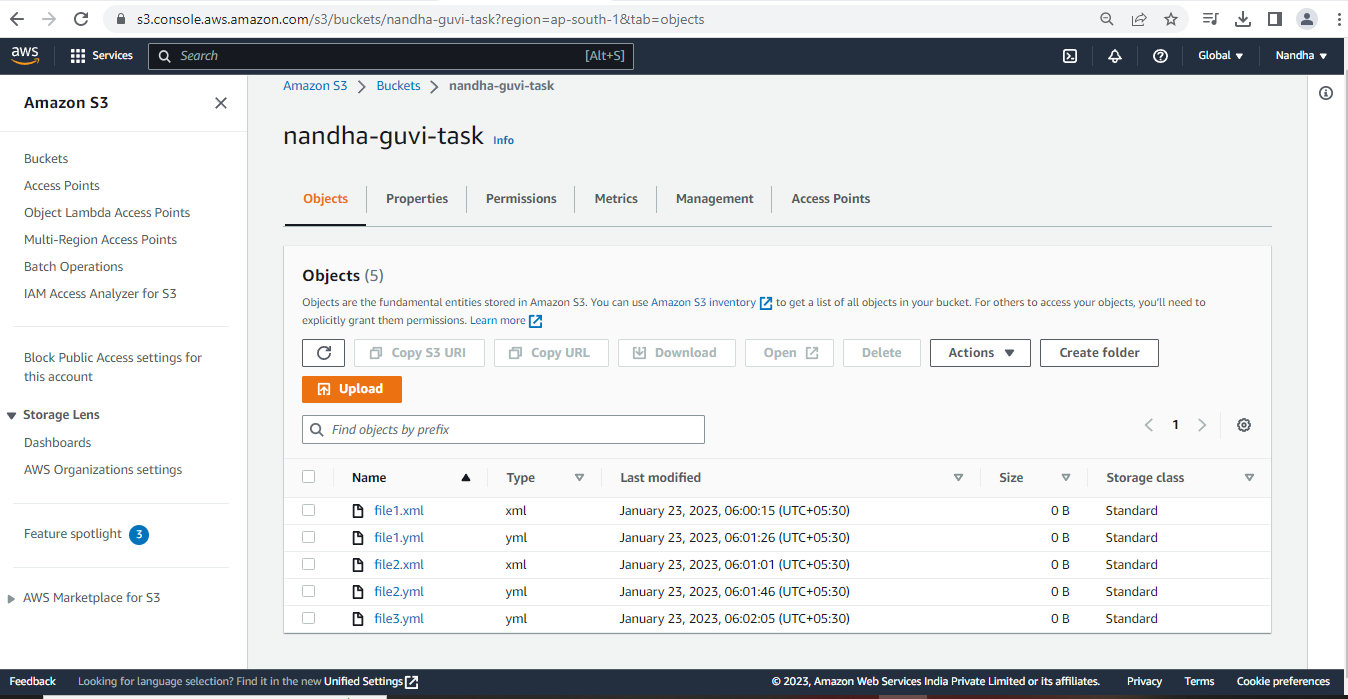 s3.console.aws.amazon.com/s3/buckets/nandha-guvi-task?region=ap-south-1&tab=objects
aws Services Search [Alt+S] Global ▼ Nandha ▼
Amazon S3
Buckets
Access Points
Object Lambda Access Points
Multi-Region Access Points
Batch Operations
IAM Access Analyzer for S3
Block Public Access settings for
this account
Storage Lens
Dashboards
AWS Organizations settings
Feature spotlight 3
AWS Marketplace for S3
Amazon S3 > Buckets > nandha-guvi-task
nandha-guvi-task Info
Objects Properties Permissions Metrics Management Access Points
Objects (5)
Objects are the fundamental entities stored in Amazon S3. You can use Amazon S3 inventory to get a list of all objects in your bucket. For others to access your objects, you'll need to
explicitly grant them permissions. Learn more
Copy S3 URI Copy URL Download Open Delete Actions ▼ Create folder
Upload
Find objects by prefix < 1 >
Name ▲ Type Last modified Size Storage class
file1.xml xml January 23, 2023, 06:00:15 (UTC+05:30) 0 B Standard
file1.yml yml January 23, 2023, 06:01:26 (UTC+05:30) 0 B Standard
file2.xml xml January 23, 2023, 06:01:01 (UTC+05:30) 0 B Standard
file2.yml yml January 23, 2023, 06:01:46 (UTC+05:30) 0 B Standard
file3.yml yml January 23, 2023, 06:02:05 (UTC+05:30) 0 B Standard
Feedback Looking for language selection? Find it in the new Unified Settings © 2023, Amazon Web Services India Private Limited or its affiliates. Privacy Terms Cookie preferences